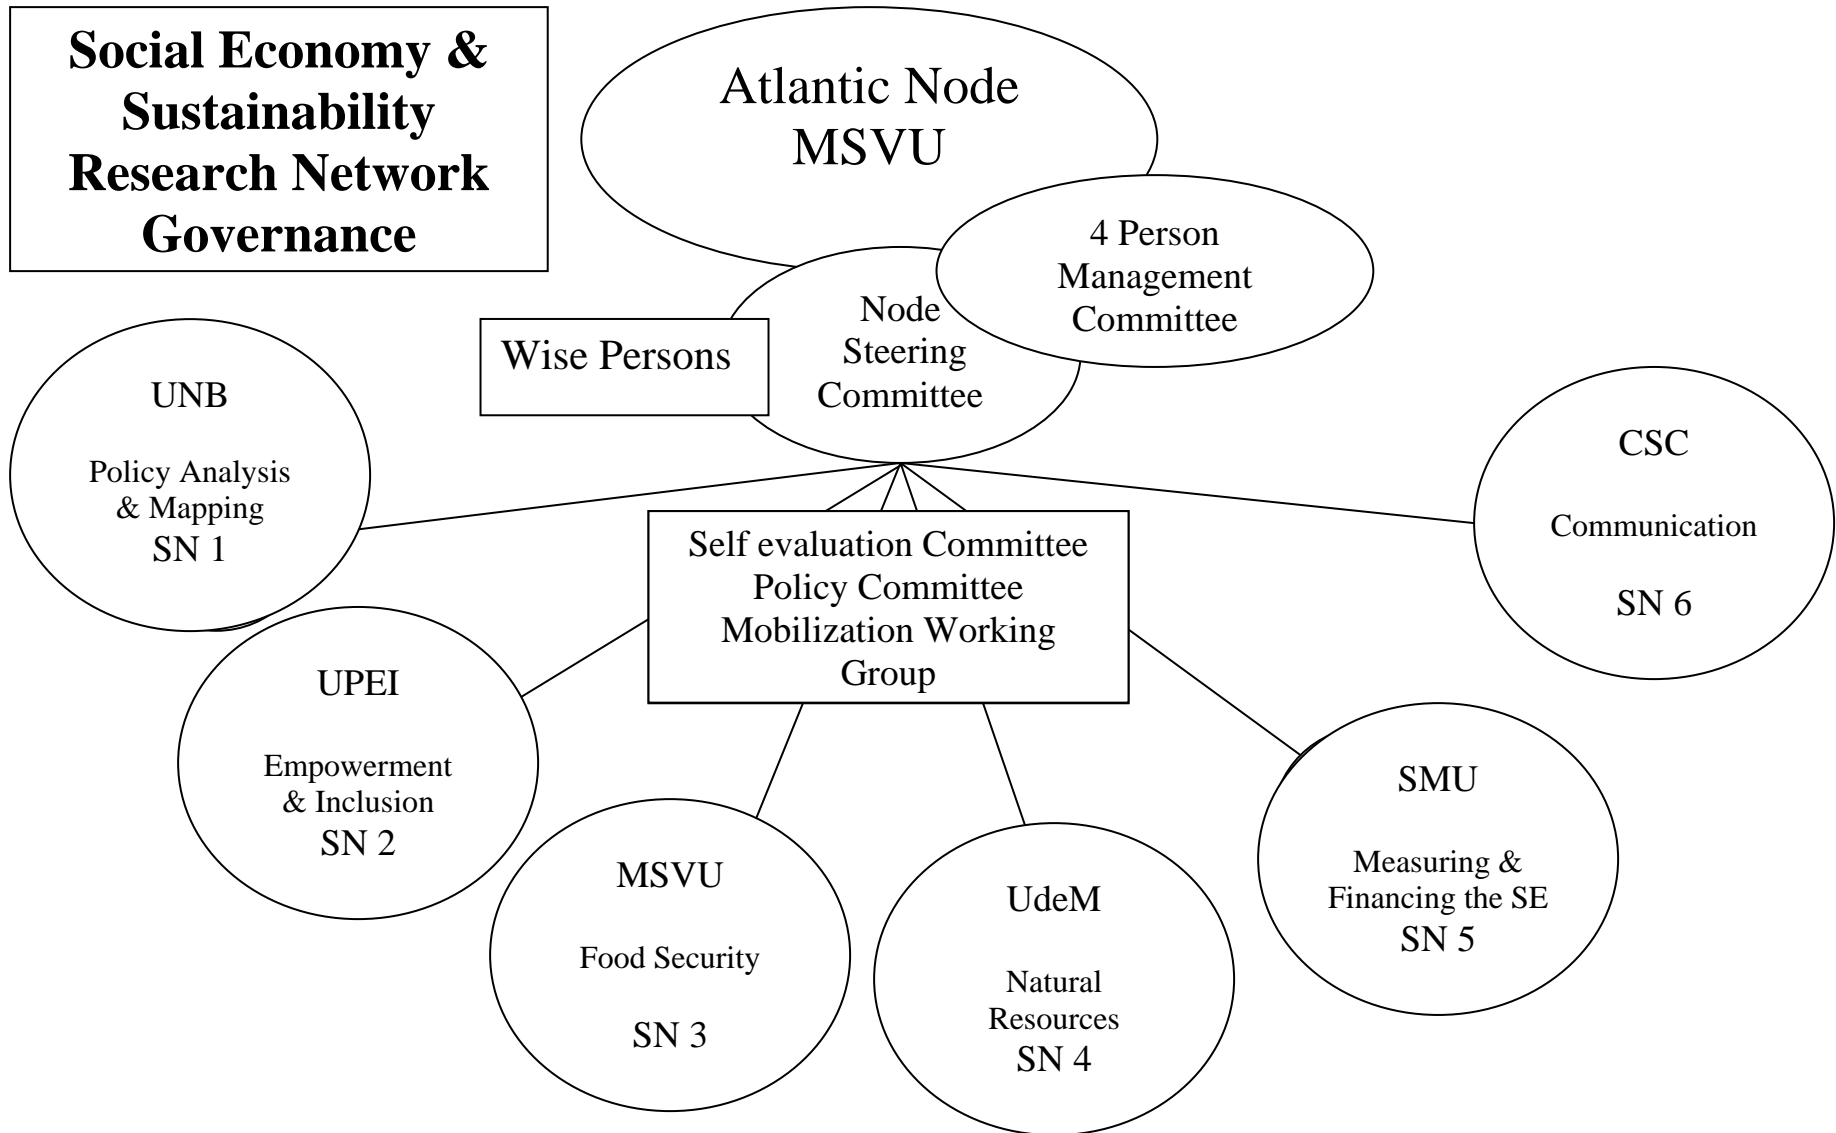 Social Economy &
Sustainability
Research Network
Governance
Atlantic Node
MSVU
4 Person
Management
Committee
Node
Steering
Committee
Wise Persons
UNB
Policy Analysis
& Mapping
SN 1
CSC
Communication
SN 6
Self evaluation Committee
Policy Committee
Mobilization Working
Group
UPEI
Empowerment
& Inclusion
SN 2
MSVU
Food Security
SN 3
UdeM
Natural
Resources
SN 4
SMU
Measuring &
Financing the SE
SN 5